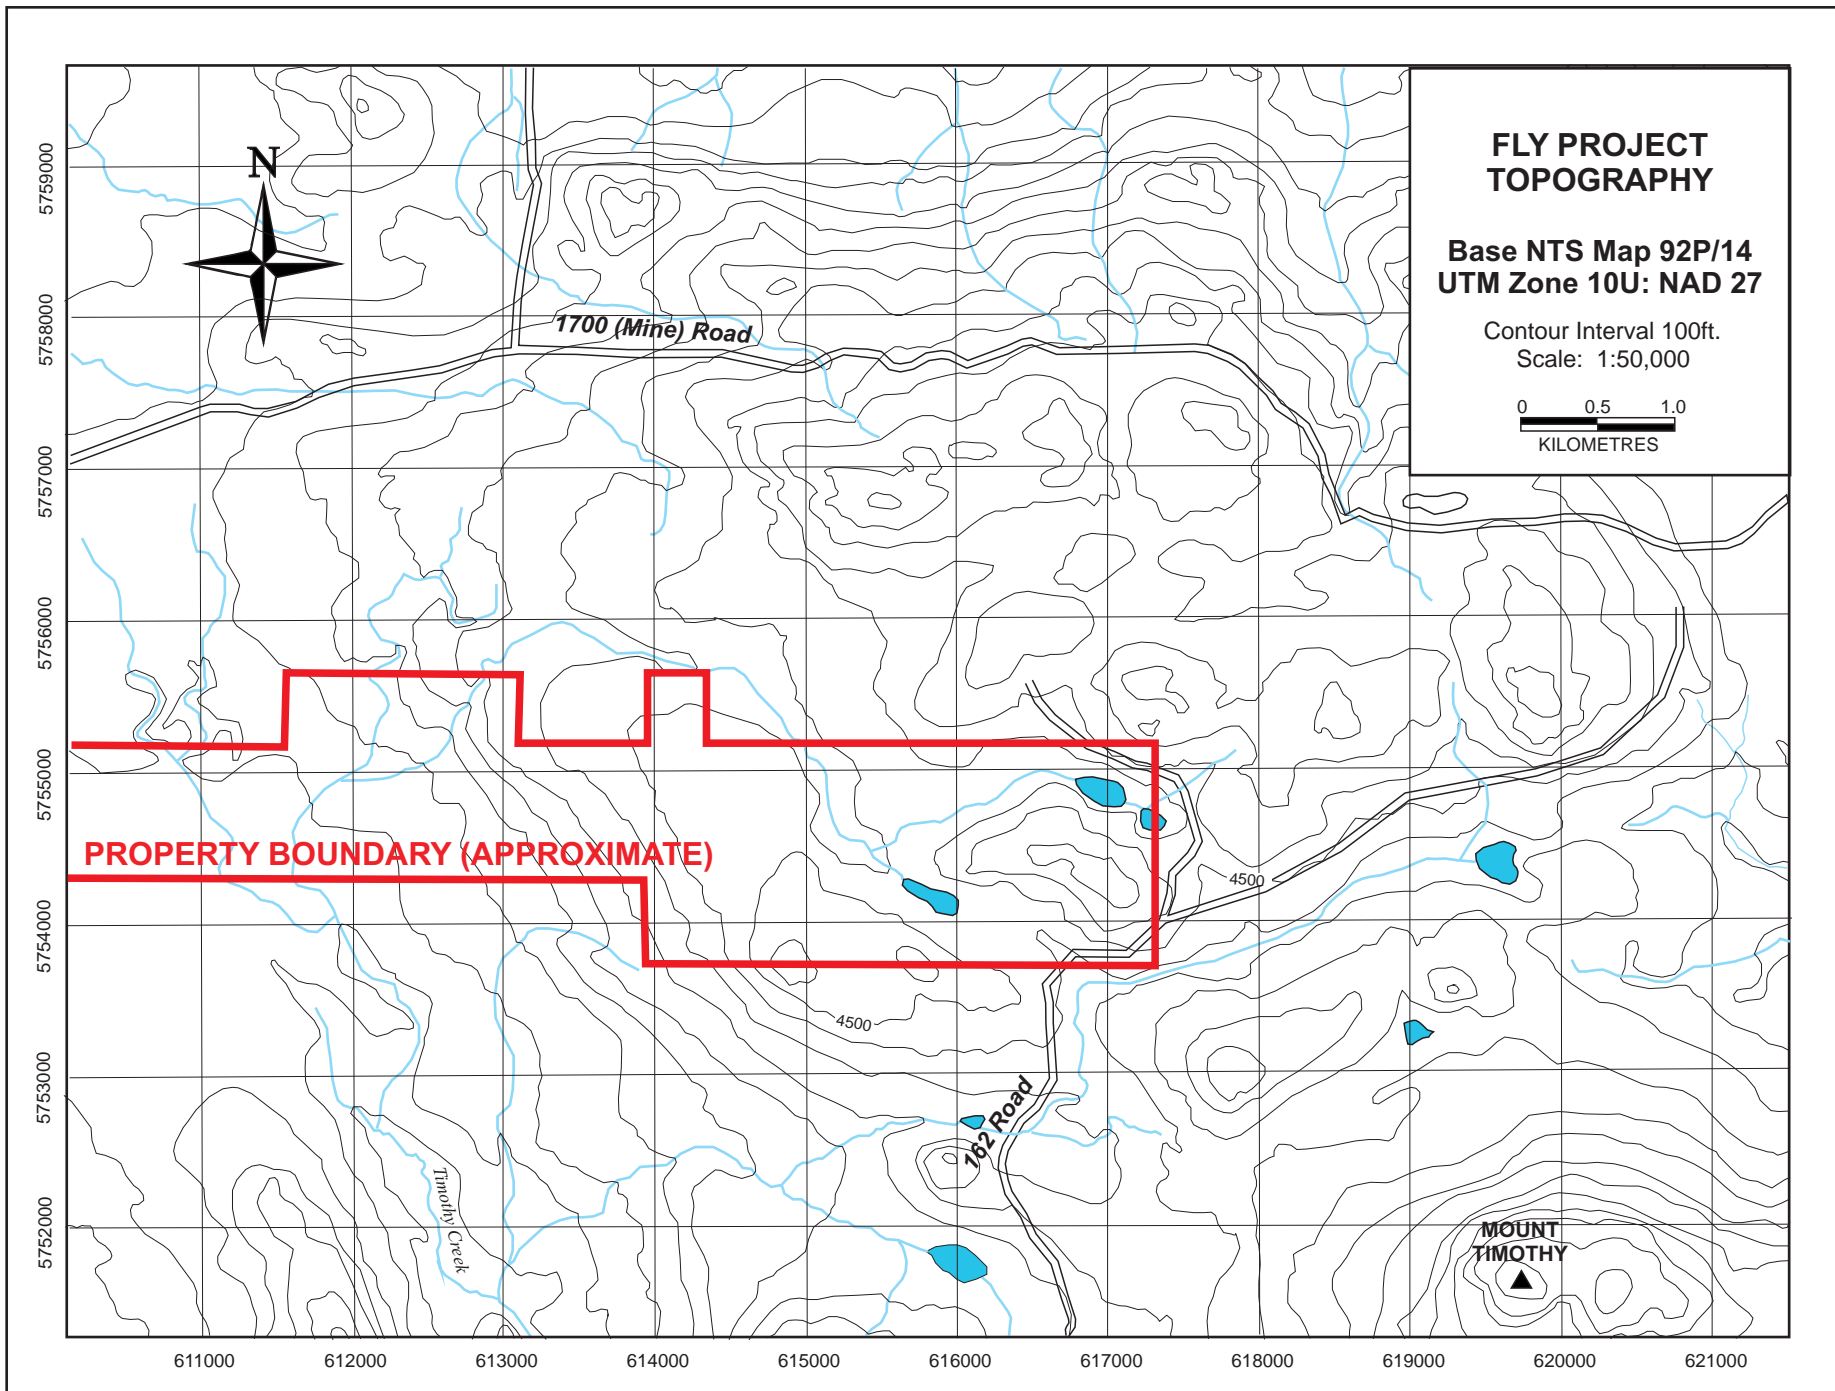 FLY PROJECT
TOPOGRAPHY
Base NTS Map 92P/14
UTM Zone 10U: NAD 27
Contour Interval 100ft.
Scale: 1:50,000
0 0.5 1.0
KILOMETRES
N
5759000
5758000
1700 (Mine) Road
5757000
5756000
5755000
PROPERTY BOUNDARY (APPROXIMATE)
4500
5754000
4500
5753000
162 Road
Timothy Creek
5752000
MOUNT
TIMOTHY
611000 612000 613000 614000 615000 616000 617000 618000 619000 620000 621000